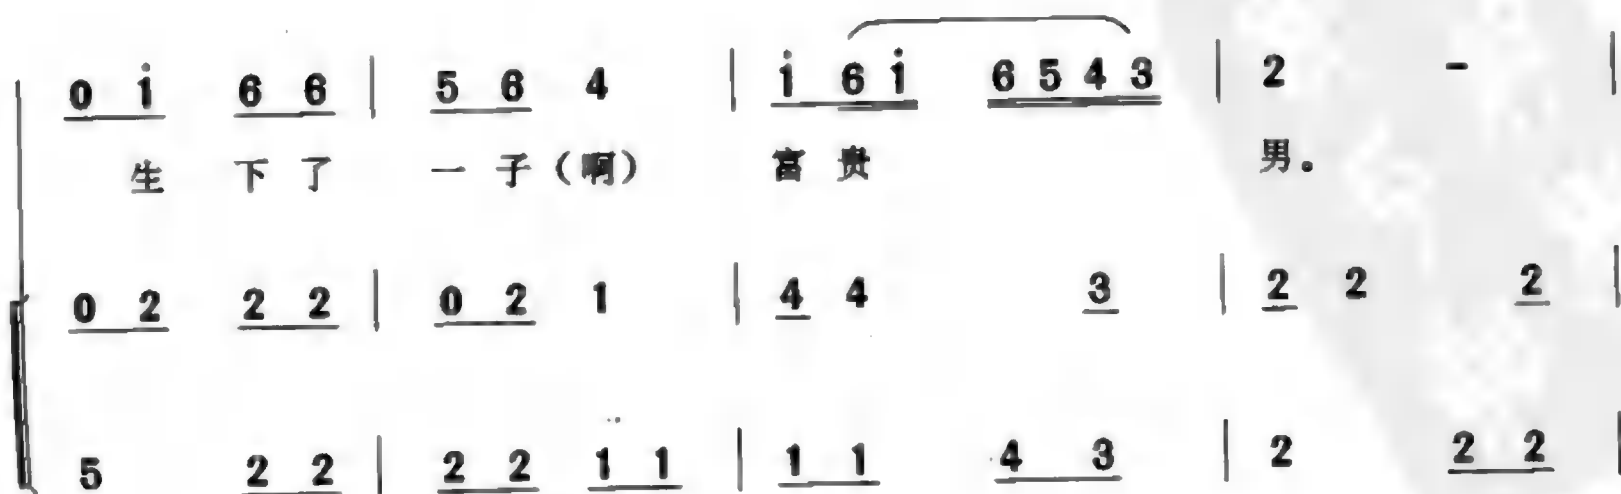 0 i̇ 6 6 | 5 6 4 | i̇ 6 i̇ 6 5 4 3 | 2 - |
生 下 了 一 子 (啊) 富 贵 男。
0 2 2 2 | 0 2 1 | 4 4 3 | 2 2 2 |
5 2 2 | 2 2 1 1 | 1 1 4 3 | 2 2 2 |